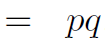 = pq